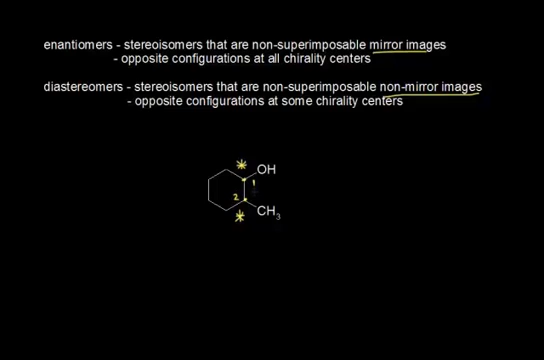 enantiomers - stereoisomers that are non-superimposable mirror images
- opposite configurations at all chirality centers
diastereomers - stereoisomers that are non-superimposable non-mirror images
- opposite configurations at some chirality centers
* OH
1
2
* CH3